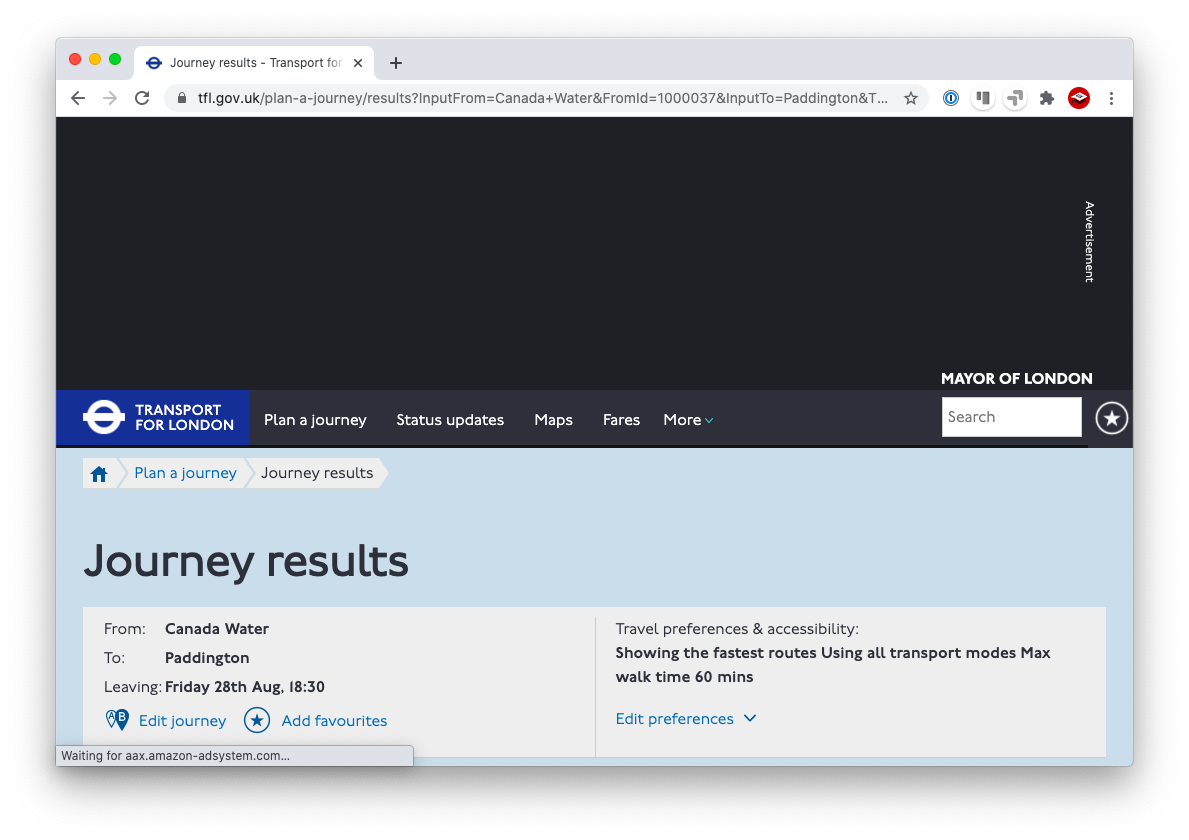 Journey results - Transport for
tfl.gov.uk/plan-a-journey/results?InputFrom=Canada+Water&FromId=1000037&InputTo=Paddington&T...
Advertisement
MAYOR OF LONDON
TRANSPORT
FOR LONDON
Plan a journey
Status updates
Maps
Fares
More
Search
Plan a journey
Journey results
Journey results
From: Canada Water
To: Paddington
Leaving: Friday 28th Aug, 18:30
A B Edit journey
Add favourites
Travel preferences & accessibility:
Showing the fastest routes Using all transport modes Max
walk time 60 mins
Edit preferences
Waiting for aax.amazon-adsystem.com...